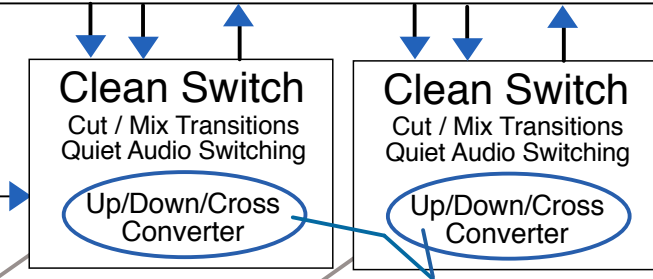 Clean Switch
Cut / Mix Transitions
Quiet Audio Switching
Up/Down/Cross
Converter
Clean Switch
Cut / Mix Transitions
Quiet Audio Switching
Up/Down/Cross
Converter